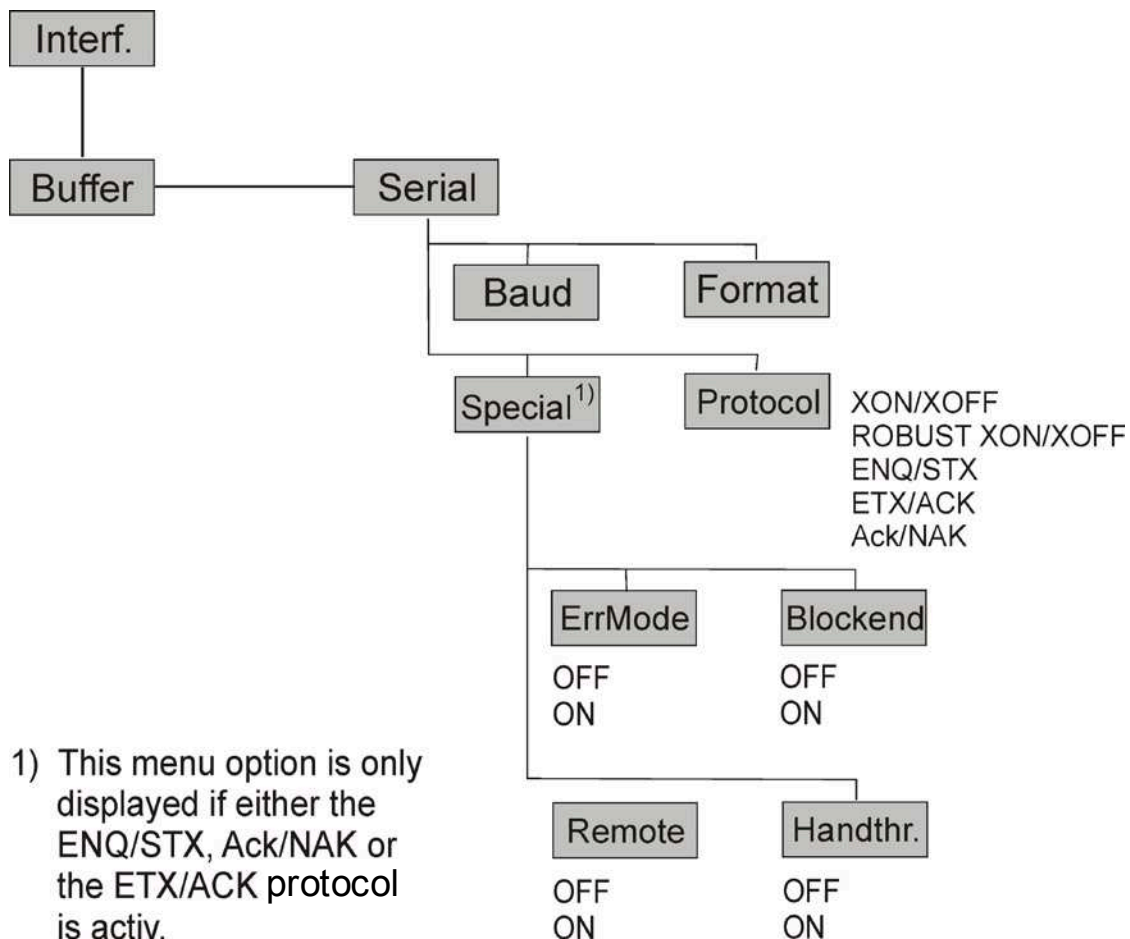 Interf.
Buffer
Serial
Baud
Format
Special1)
Protocol
XON/XOFF
ROBUST XON/XOFF
ENQ/STX
ETX/ACK
Ack/NAK
ErrMode
Blockend
OFF
ON
OFF
ON
Remote
Handthr.
OFF
ON
OFF
ON
1) This menu option is only
displayed if either the
ENQ/STX, Ack/NAK or
the ETX/ACK protocol
is activ.